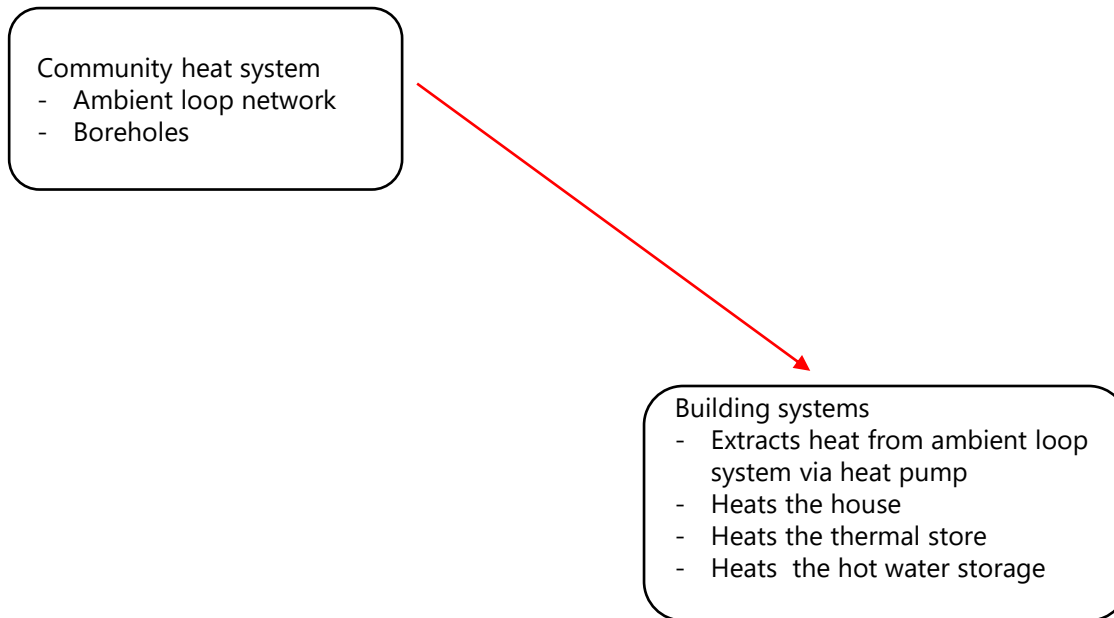 Community heat system
- Ambient loop network
- Boreholes
Building systems
- Extracts heat from ambient loop
system via heat pump
- Heats the house
- Heats the thermal store
- Heats  the hot water storage